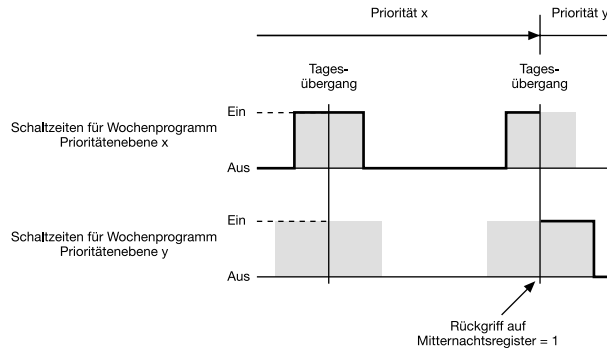 Priorität x
Priorität y
Tages-
übergang
Tages-
übergang
Ein
Schaltzeiten für Wochenprogramm
Prioritätenebene x
Aus
Ein
Schaltzeiten für Wochenprogramm
Prioritätenebene y
Aus
Rückgriff auf
Mitternachtsregister = 1